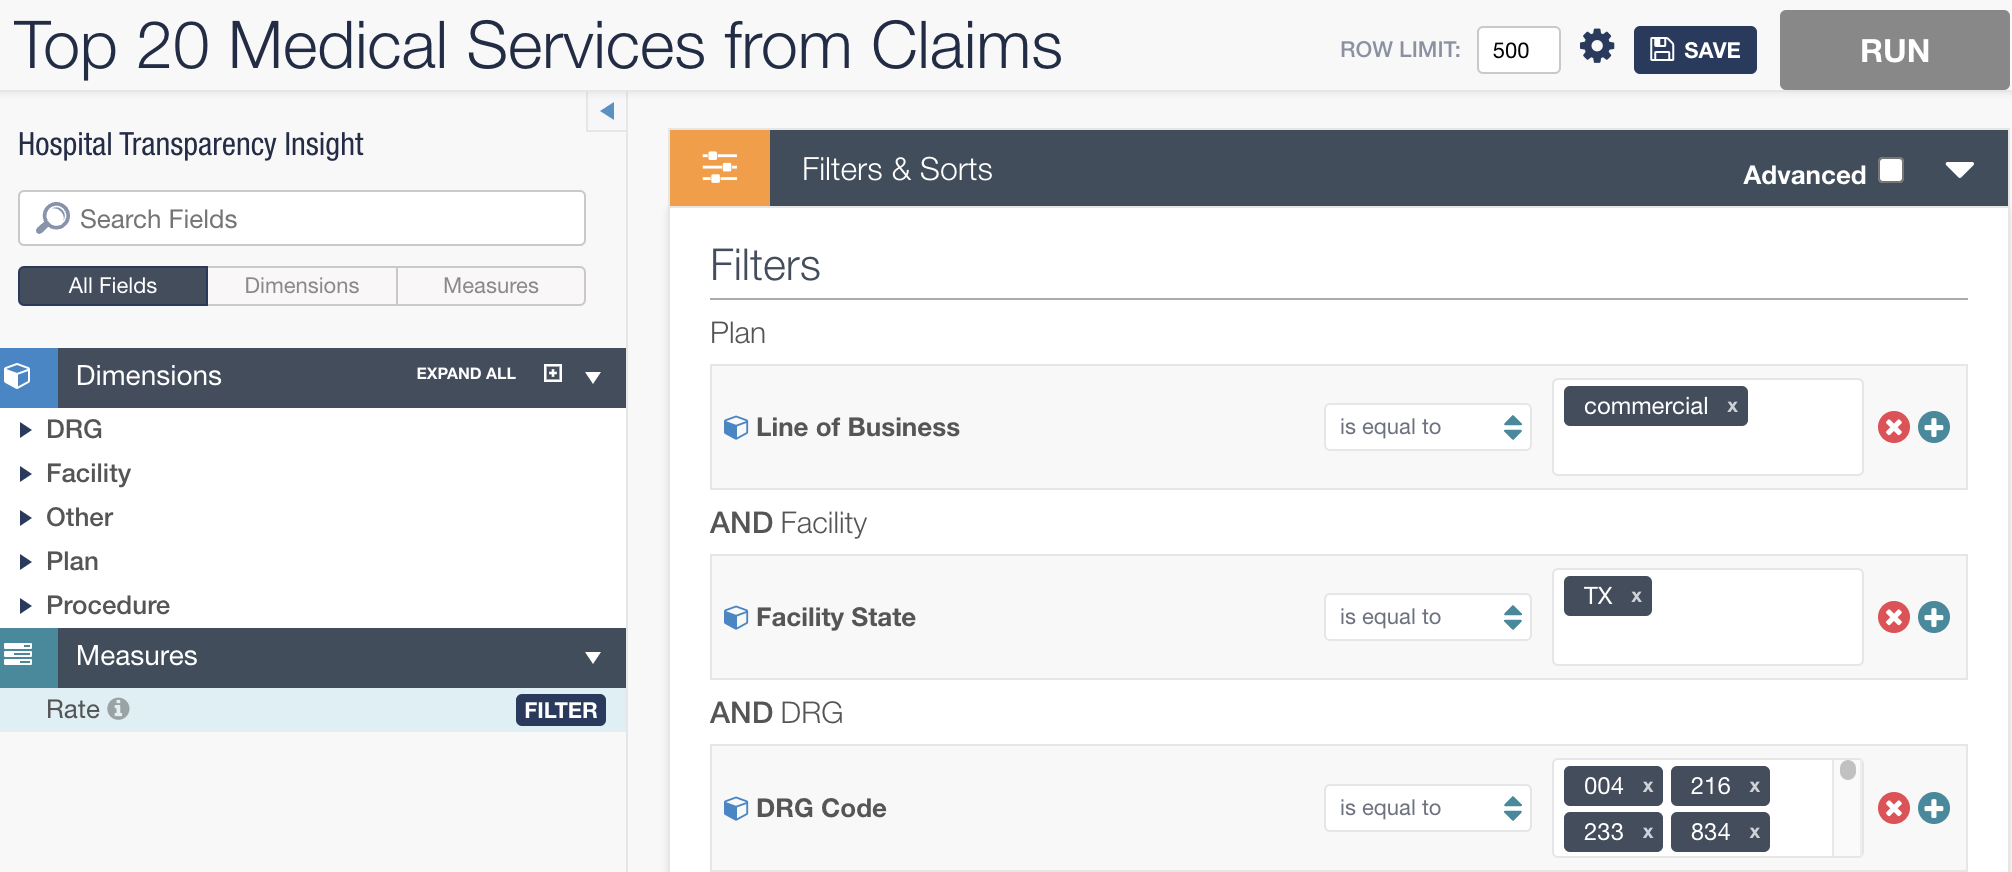 Top 20 Medical Services from Claims
ROW LIMIT: 500 SAVE RUN
Hospital Transparency Insight
Search Fields
All Fields Dimensions Measures
Dimensions EXPAND ALL
DRG
Facility
Other
Plan
Procedure
Measures
Rate FILTER
Filters & Sorts Advanced
Filters
Plan
Line of Business is equal to commercial x
AND Facility
Facility State is equal to TX x
AND DRG
DRG Code is equal to 004 x 216 x
233 x 834 x